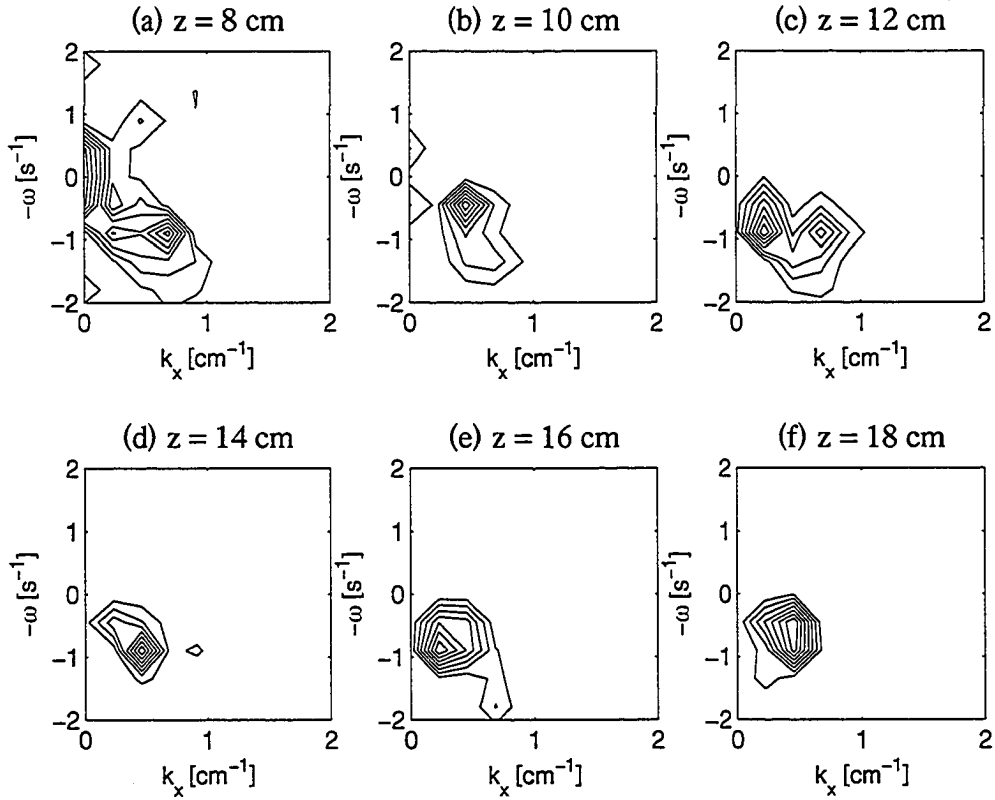 (a) z = 8 cm
(b) z = 10 cm
(c) z = 12 cm
2
1
0
−1
−2
-ω [s⁻¹]
0
1
2
kₓ [cm⁻¹]
2
1
0
−1
−2
-ω [s⁻¹]
0
1
2
kₓ [cm⁻¹]
2
1
0
−1
−2
-ω [s⁻¹]
0
1
2
kₓ [cm⁻¹]
(d) z = 14 cm
(e) z = 16 cm
(f) z = 18 cm
2
1
0
−1
−2
-ω [s⁻¹]
0
1
2
kₓ [cm⁻¹]
2
1
0
−1
−2
-ω [s⁻¹]
0
1
2
kₓ [cm⁻¹]
2
1
0
−1
−2
-ω [s⁻¹]
0
1
2
kₓ [cm⁻¹]